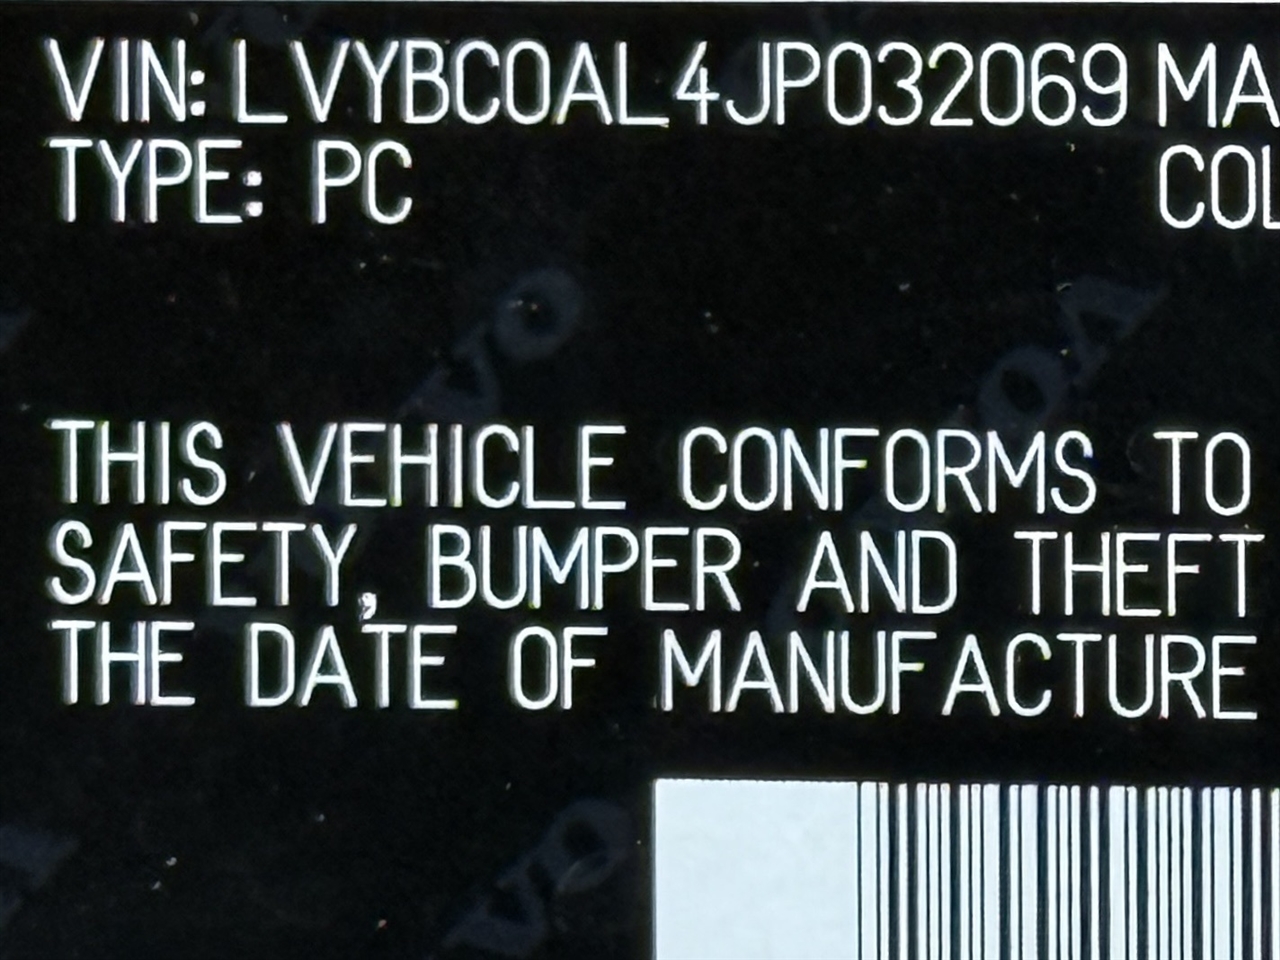 VIN: LVYBC0AL4JP032069 MA
TYPE: PC COL
THIS VEHICLE CONFORMS TO
SAFETY, BUMPER AND THEFT
THE DATE OF MANUFACTURE